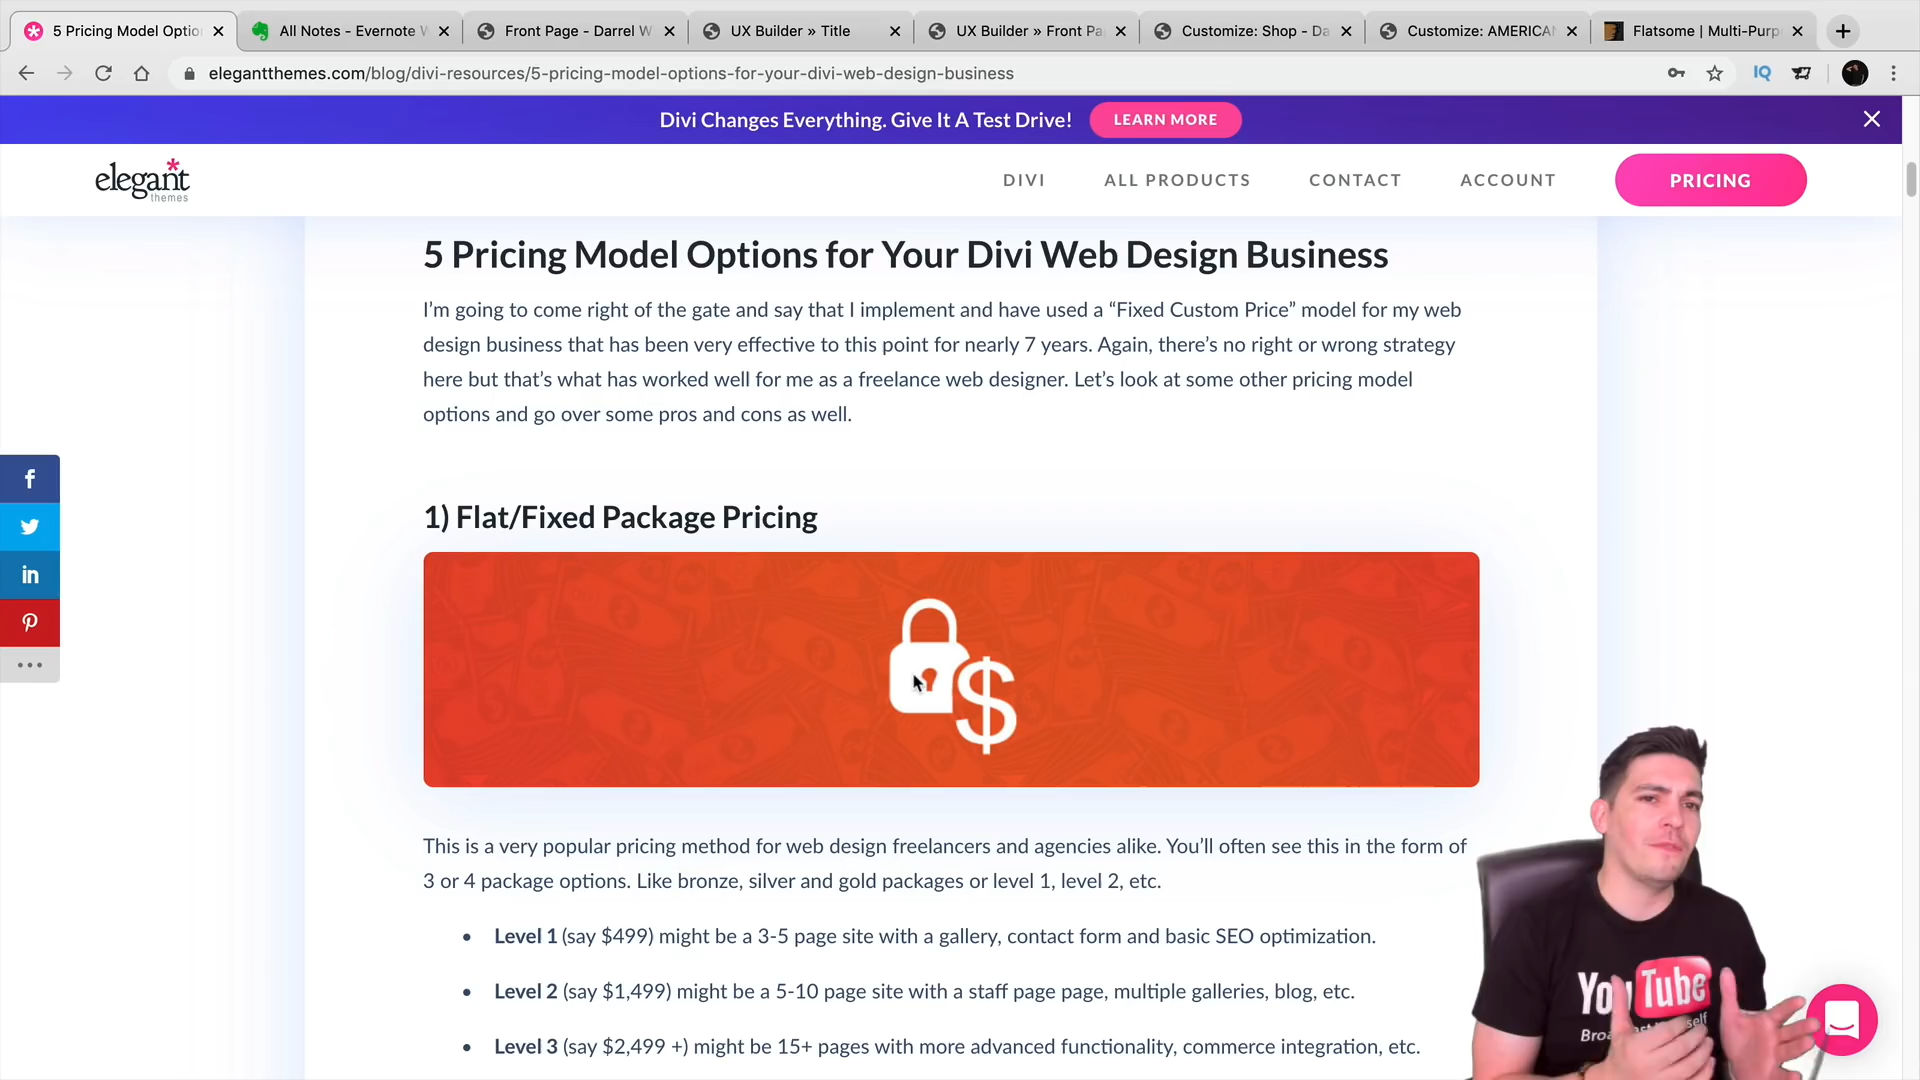 5 Pricing Model Optio
All Notes - Evernote W
Front Page - Darrel W
UX Builder » Title
UX Builder » Front Pa
Customize: Shop - Da
Customize: AMERICA
Flatsome | Multi-Purp
elegantthemes.com/blog/divi-resources/5-pricing-model-options-for-your-divi-web-design-business
IQ
Divi Changes Everything. Give It A Test Drive!
LEARN MORE
elegant
themes
DIVI
ALL PRODUCTS
CONTACT
ACCOUNT
PRICING
5 Pricing Model Options for Your Divi Web Design Business
I'm going to come right of the gate and say that I implement and have used a “Fixed Custom Price” model for my web
design business that has been very effective to this point for nearly 7 years. Again, there's no right or wrong strategy
here but that's what has worked well for me as a freelance web designer. Let's look at some other pricing model
options and go over some pros and cons as well.
1) Flat/Fixed Package Pricing
$
This is a very popular pricing method for web design freelancers and agencies alike. You'll often see this in the form of
3 or 4 package options. Like bronze, silver and gold packages or level 1, level 2, etc.
• Level 1 (say $499) might be a 3-5 page site with a gallery, contact form and basic SEO optimization.
• Level 2 (say $1,499) might be a 5-10 page site with a staff page page, multiple galleries, blog, etc.
• Level 3 (say $2,499 +) might be 15+ pages with more advanced functionality, commerce integration, etc.
You Tube